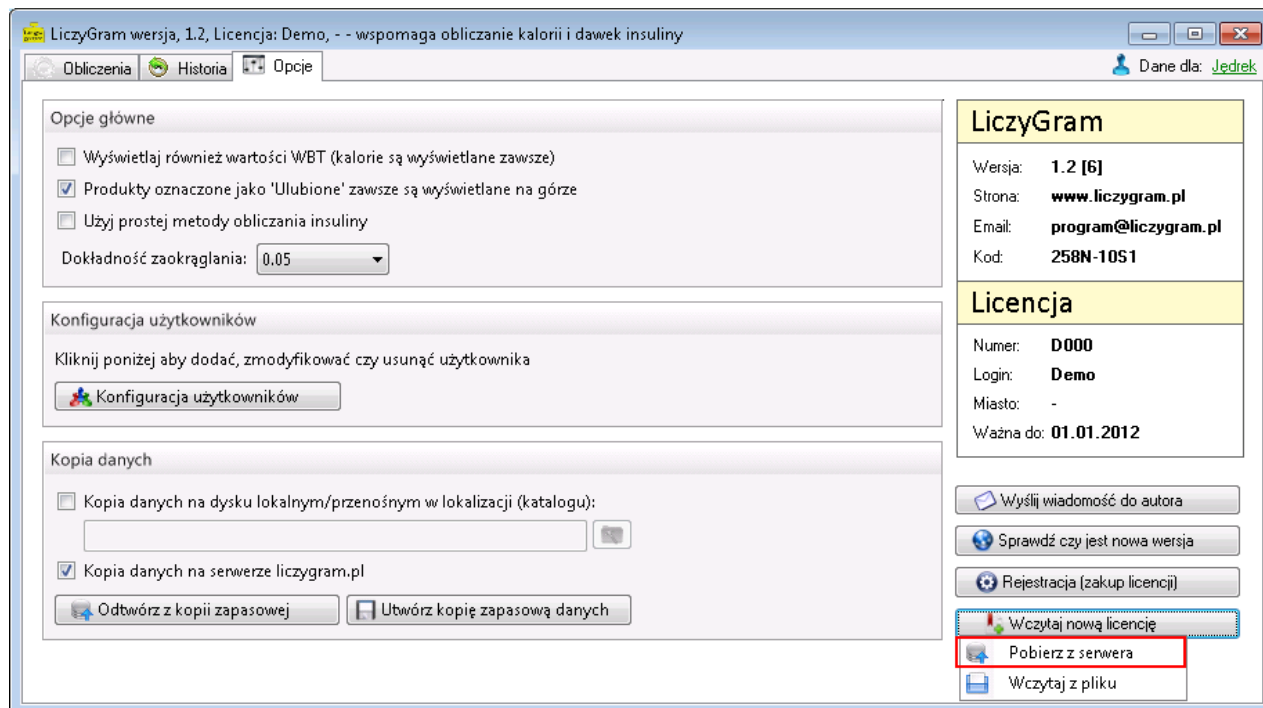 LiczyGram wersja, 1.2, Licencja: Demo, - - wspomaga obliczanie kalorii i dawek insuliny
Obliczenia Historia Opcje Dane dla: Jędrek
Opcje główne
Wyświetlaj również wartości WBT (kalorie są wyświetlane zawsze)
Produkty oznaczone jako 'Ulubione' zawsze są wyświetlane na górze
Użyj prostej metody obliczania insuliny
Dokładność zaokrąglania: 0.05
Konfiguracja użytkowników
Kliknij poniżej aby dodać, zmodyfikować czy usunąć użytkownika
Konfiguracja użytkowników
Kopia danych
Kopia danych na dysku lokalnym/przenośnym w lokalizacji (katalogu):
Kopia danych na serwerze liczygram.pl
Odtwórz z kopii zapasowej Utwórz kopię zapasową danych
LiczyGram
Wersja: 1.2 [6]
Strona: www.liczygram.pl
Email: program@liczygram.pl
Kod: 258N-10S1
Licencja
Numer: D000
Login: Demo
Miasto: -
Ważna do: 01.01.2012
Wyślij wiadomość do autora
Sprawdź czy jest nowa wersja
Rejestracja (zakup licencji)
Wczytaj nową licencję
Pobierz z serwera
Wczytaj z pliku